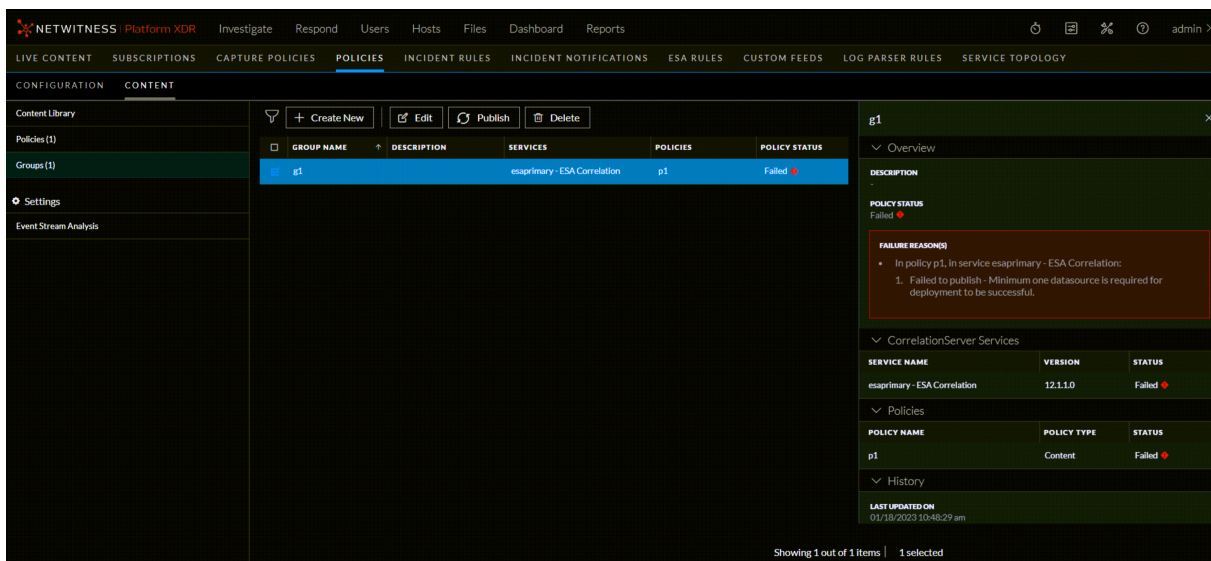 NETWITNESS Platform XDR Investigate Respond Users Hosts Files Dashboard Reports admin
LIVE CONTENT SUBSCRIPTIONS CAPTURE POLICIES POLICIES INCIDENT RULES INCIDENT NOTIFICATIONS ESA RULES CUSTOM FEEDS LOG PARSER RULES SERVICE TOPOLOGY
CONFIGURATION CONTENT
Content Library
Policies (1)
Groups (1)
Settings
Event Stream Analysis
Create New Edit Publish Delete
GROUP NAME DESCRIPTION SERVICES POLICIES POLICY STATUS
g1 esaprimary - ESA Correlation p1 Failed
Showing 1 out of 1 items 1 selected
g1
Overview
DESCRIPTION
-
POLICY STATUS
Failed
FAILURE REASON(S)
• In policy p1, in service esaprimary - ESA Correlation:
1. Failed to publish - Minimum one datasource is required for
deployment to be successful.
CorrelationServer Services
SERVICE NAME VERSION STATUS
esaprimary - ESA Correlation 12.1.1.0 Failed
Policies
POLICY NAME POLICY TYPE STATUS
p1 Content Failed
History
LAST UPDATED ON
01/18/2023 10:48:29 am